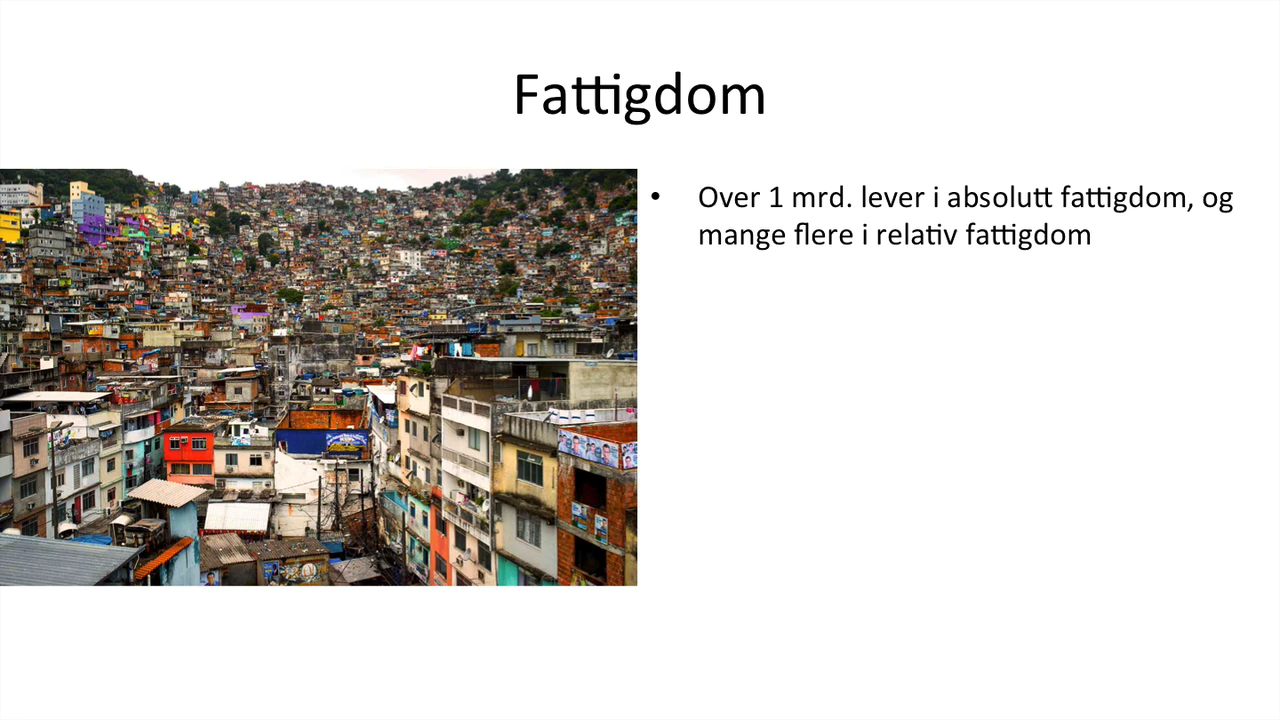 Fattigdom
• Over 1 mrd. lever i absolutt fattigdom, og
mange flere i relativ fattigdom